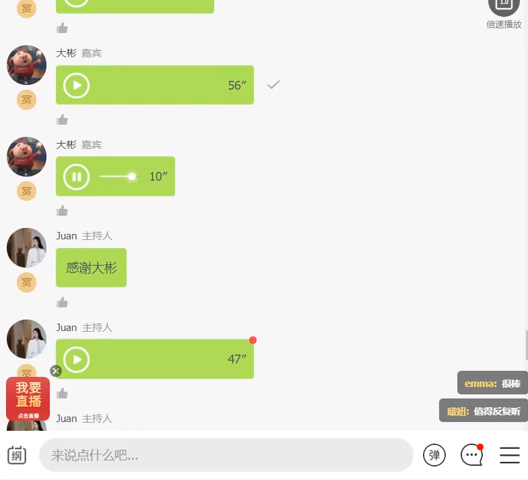 赏
1.0
倍速播放
大彬 嘉宾
56″
赏
大彬 嘉宾
10″
赏
Juan 主持人
感谢大彬
赏
Juan 主持人
47″
赏
我要
直播
点击直播
Juan 主持人
emma: 很棒
值得反复听
纲
来说点什么吧...
弹